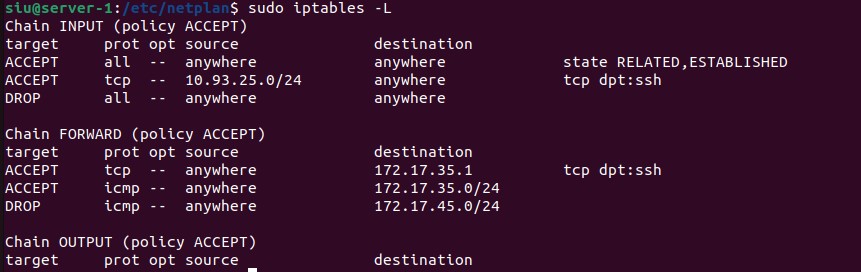 siu@server-1:/etc/netplan$ sudo iptables -L
Chain INPUT (policy ACCEPT)
target     prot opt source               destination
ACCEPT     all  --  anywhere             anywhere             state RELATED,ESTABLISHED
ACCEPT     tcp  --  10.93.25.0/24        anywhere             tcp dpt:ssh
DROP       all  --  anywhere             anywhere

Chain FORWARD (policy ACCEPT)
target     prot opt source               destination
ACCEPT     tcp  --  anywhere             172.17.35.1          tcp dpt:ssh
ACCEPT     icmp --  anywhere             172.17.35.0/24
DROP       icmp --  anywhere             172.17.45.0/24

Chain OUTPUT (policy ACCEPT)
target     prot opt source               destination